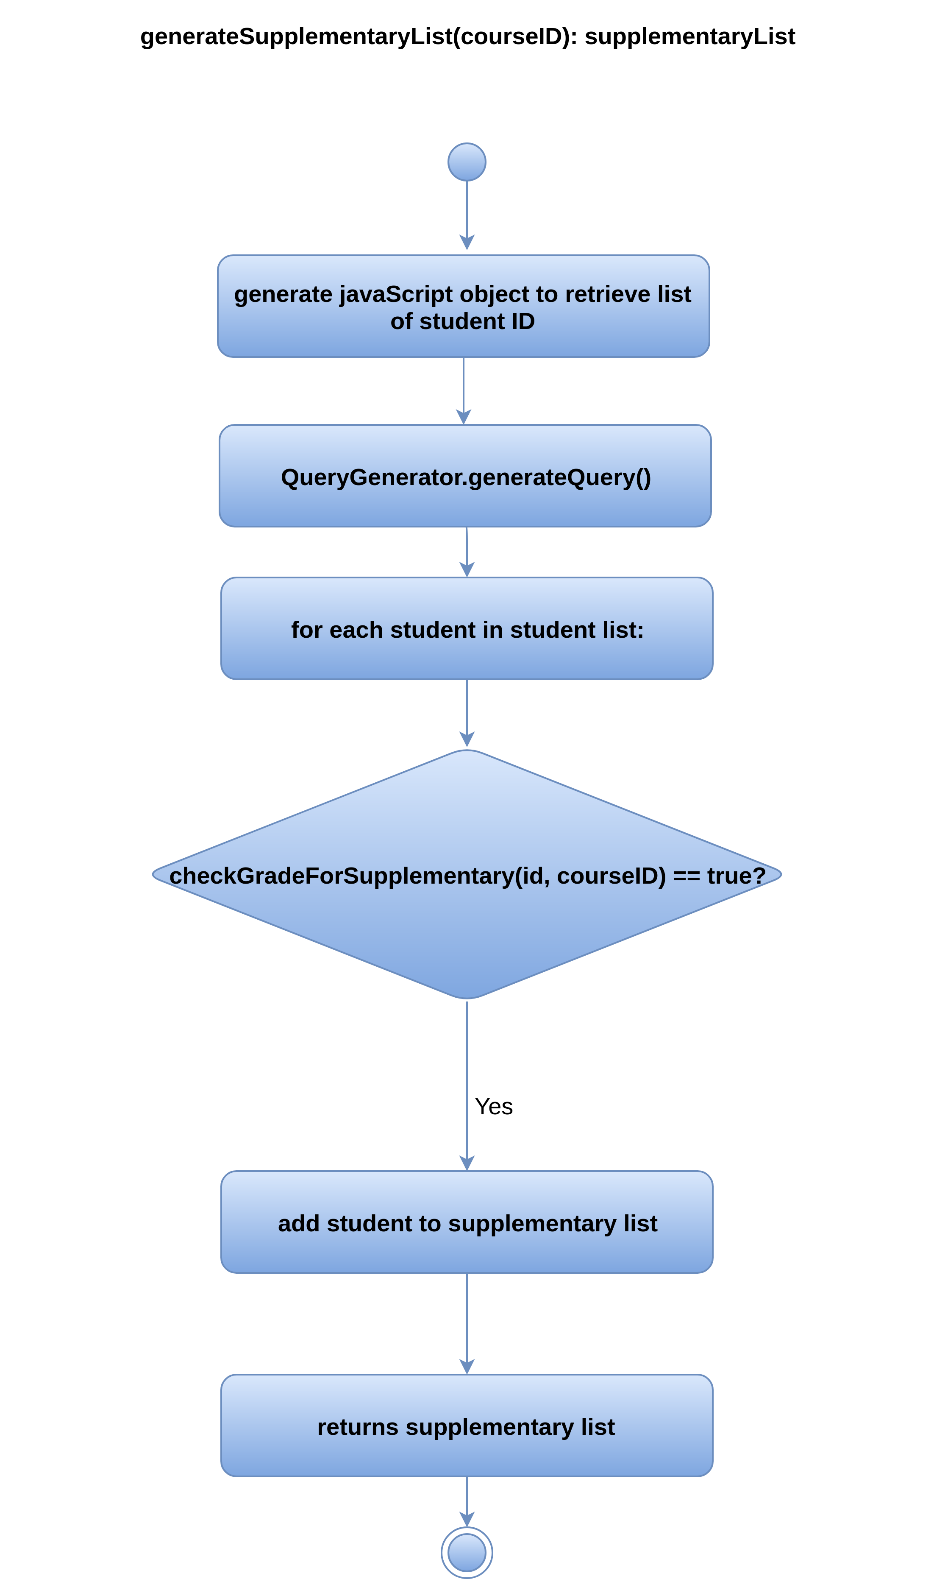 generateSupplementaryList(courseID): supplementaryList
generate javaScript object to retrieve list
of student ID
QueryGenerator.generateQuery()
for each student in student list:
checkGradeForSupplementary(id, courseID) == true?
Yes
add student to supplementary list
returns supplementary list